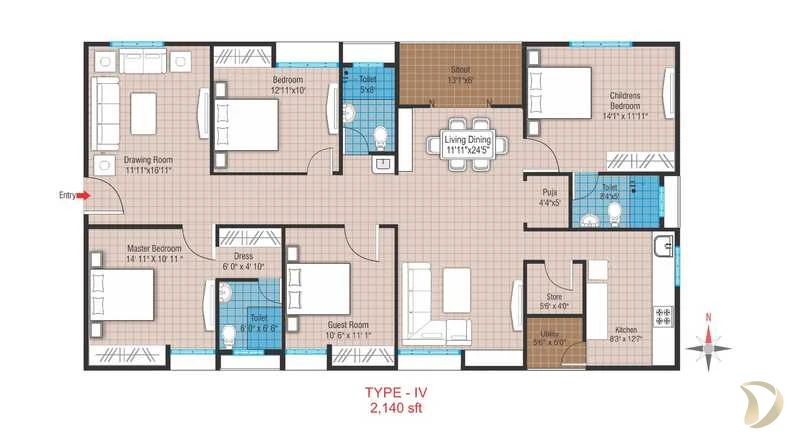 Bedroom
12'11"x10'
Toilet
5'x8'
Sitout
13'1"x6'
Childrens
Bedroom
14'1" x 11'11"
Living Dining
11'11"x24'5"
Drawing Room
11'11"x16'11"
Entry
Puja
4'4"x5'
Toilet
8'4"x5'
Master Bedroom
14' 11" X 10' 11 "
Dress
6' 0" x 4' 10"
Toilet
6' 0" x 6' 6"
Guest Room
10' 6" x 11' 1"
Store
5'6" x 4'0"
Utility
5'6" x 5'0"
Kitchen
8'3" x 12'7"
N
TYPE - IV
2,140 sft